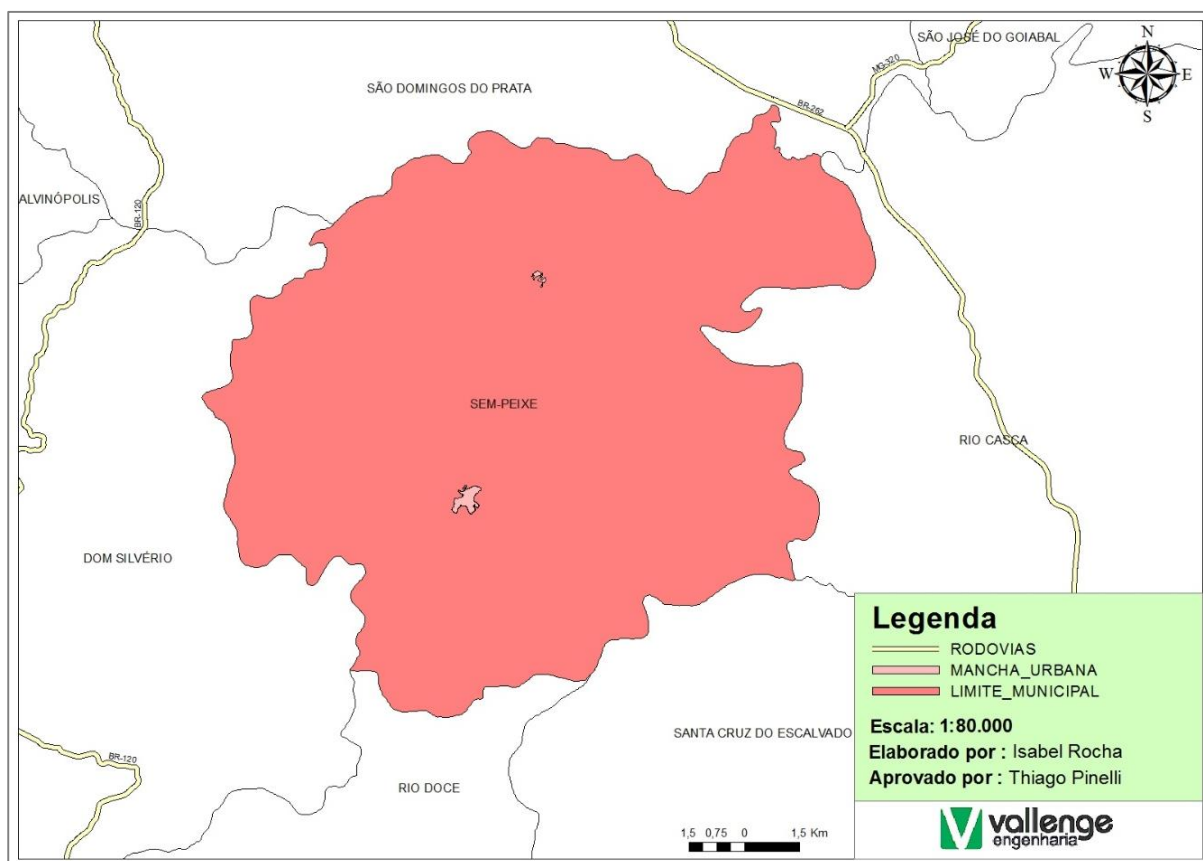 SÃO JOSÉ DO GOIABAL
N
W E
S
MG-320
SÃO DOMINGOS DO PRATA
BR-262
ALVINÓPOLIS
BR-120
SEM-PEIXE
RIO CASCA
DOM SILVÉRIO
Legenda
RODOVIAS
MANCHA_URBANA
LIMITE_MUNICIPAL
Escala: 1:80.000
Elaborado por : Isabel Rocha
Aprovado por : Thiago Pinelli
SANTA CRUZ DO ESCALVADO
BR-120
RIO DOCE
1,5 0,75 0 1,5 Km
vallenge
engenharia